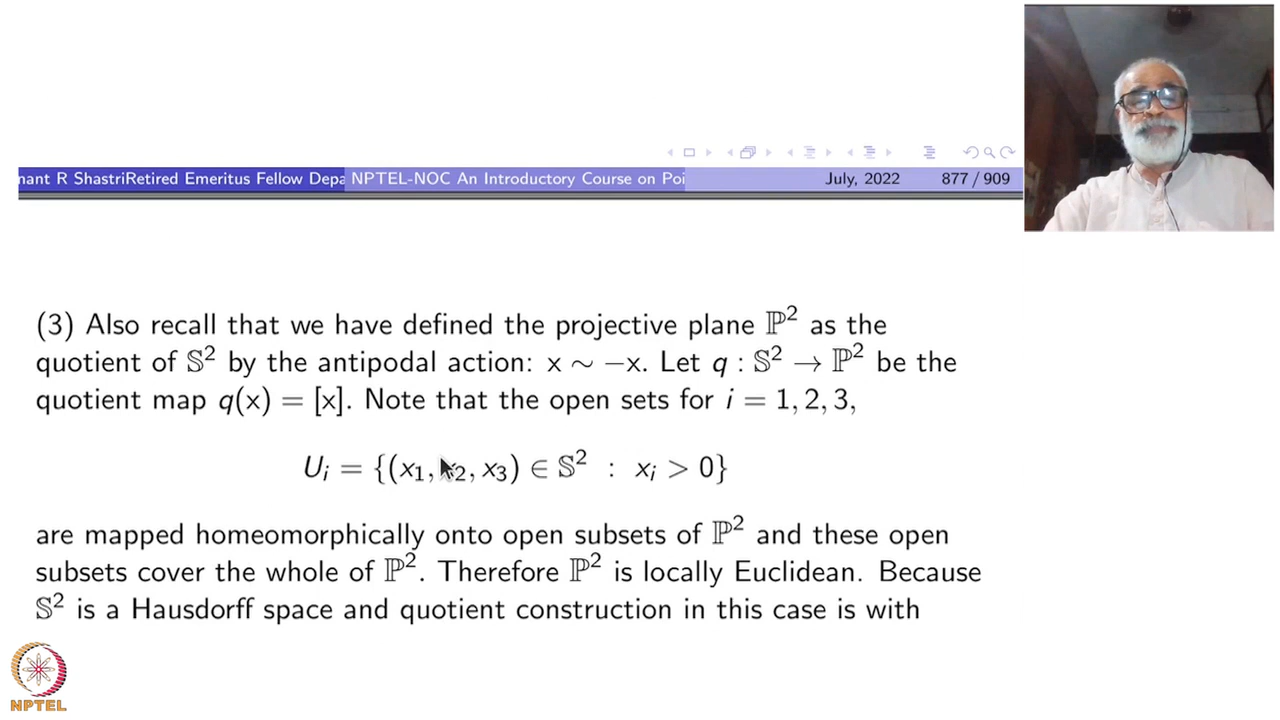 nant R ShastriRetired Emeritus Fellow Depa NPTEL-NOC An Introductory Course on Poi July, 2022 877 / 909
(3) Also recall that we have defined the projective plane ℙ² as the
quotient of 𝕊² by the antipodal action: x ∼ −x. Let q : 𝕊² → ℙ² be the
quotient map q(x) = [x]. Note that the open sets for i = 1, 2, 3,
Uᵢ = {(x₁, x₂, x₃) ∈ 𝕊² : xᵢ > 0}
are mapped homeomorphically onto open subsets of ℙ² and these open
subsets cover the whole of ℙ². Therefore ℙ² is locally Euclidean. Because
𝕊² is a Hausdorff space and quotient construction in this case is with
NPTEL